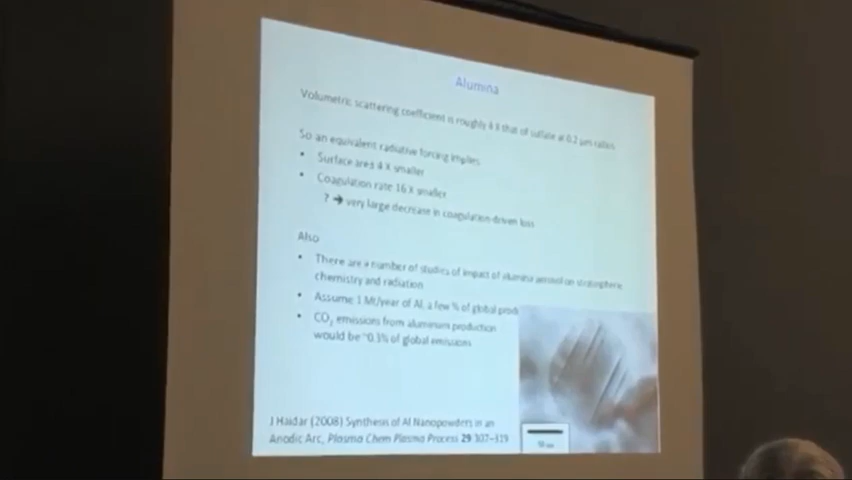 Alumina
Volumetric scattering coefficient is roughly 4 X that of sulfate at 0.2 μm radius
So an equivalent radiative forcing implies
• Surface area 4 X smaller
• Coagulation rate 16 X smaller
? ➔ very large decrease in coagulation-driven loss
Also
• There are a number of studies of impact of alumina aerosol on stratospheric
chemistry and radiation
• Assume 1 Mt/year of Al, a few % of global prod
• CO₂ emissions from aluminum production
would be ~0.3% of global emissions
J Haidar (2008) Synthesis of Al Nanopowders in an
Anodic Arc, Plasma Chem Plasma Process 29 307–319
50 nm